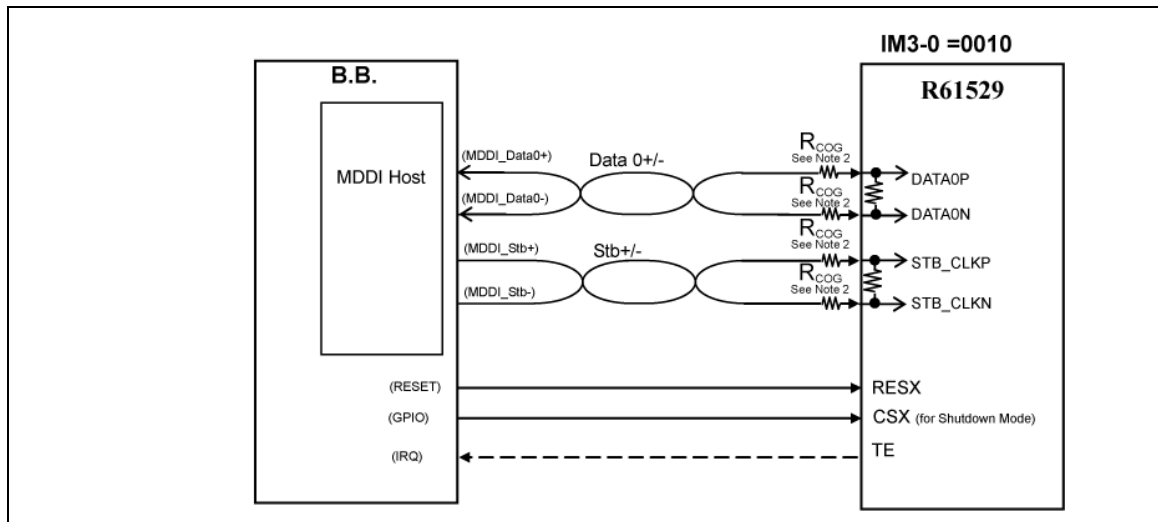 IM3-0 =0010
B.B.
R61529
MDDI Host
(MDDI_Data0+)
Data 0+/-
RCOG
See Note 2
DATA0P
(MDDI_Data0-)
RCOG
See Note 2
DATA0N
(MDDI_Stb+)
Stb+/-
RCOG
See Note 2
STB_CLKP
(MDDI_Stb-)
RCOG
See Note 2
STB_CLKN
(RESET)
RESX
(GPIO)
CSX (for Shutdown Mode)
(IRQ)
TE